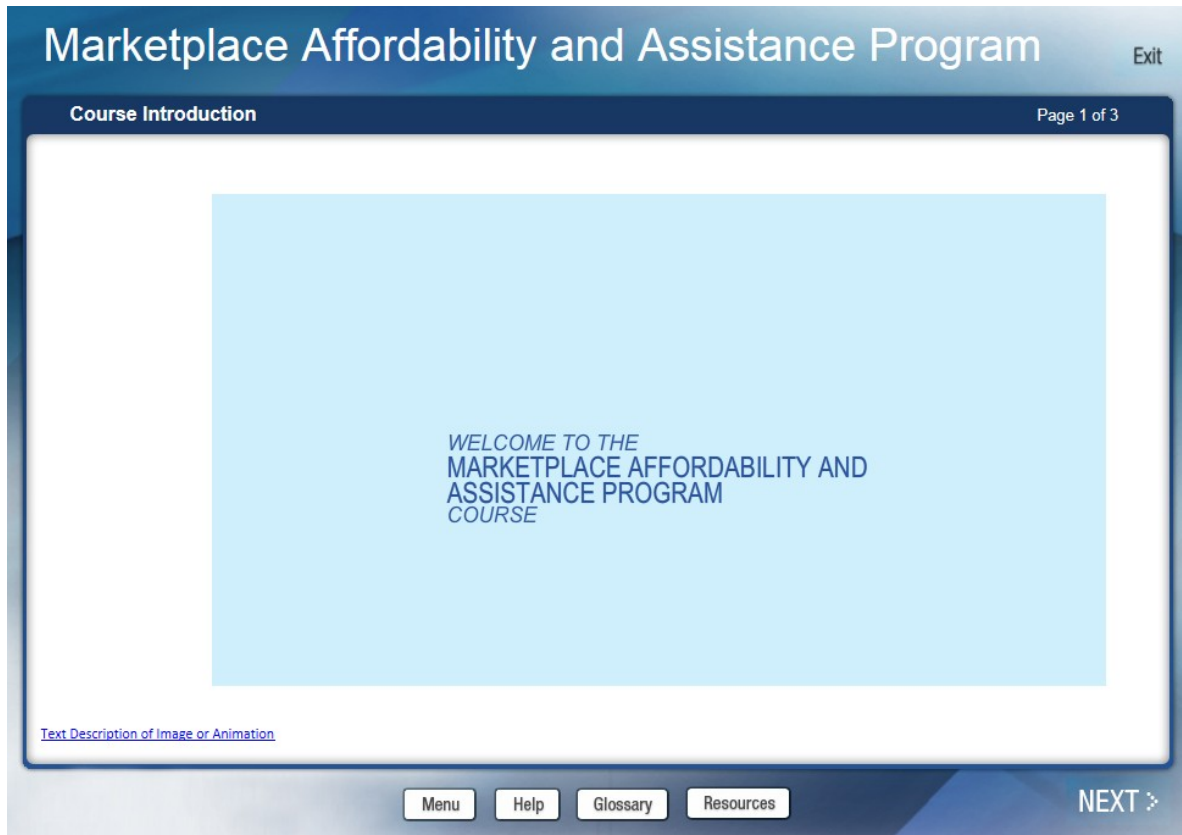 Marketplace Affordability and Assistance Program
Exit
Course Introduction
Page 1 of 3
WELCOME TO THE
MARKETPLACE AFFORDABILITY AND
ASSISTANCE PROGRAM
COURSE
Text Description of Image or Animation
Menu
Help
Glossary
Resources
NEXT >